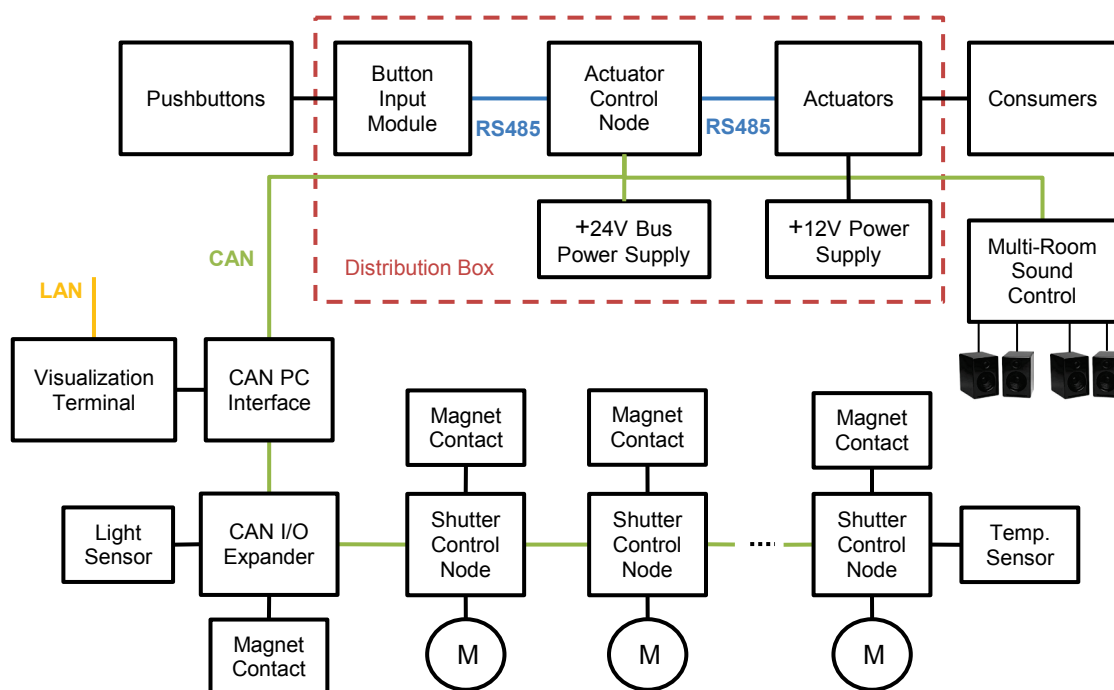 Pushbuttons
Button
Input
Module
RS485
Actuator
Control
Node
RS485
Actuators
Consumers
+24V Bus
Power Supply
+12V Power
Supply
Distribution Box
CAN
LAN
Multi-Room
Sound
Control
Visualization
Terminal
CAN PC
Interface
Magnet
Contact
Magnet
Contact
Magnet
Contact
Light
Sensor
CAN I/O
Expander
Shutter
Control
Node
Shutter
Control
Node
....
Shutter
Control
Node
Temp.
Sensor
Magnet
Contact
M
M
M